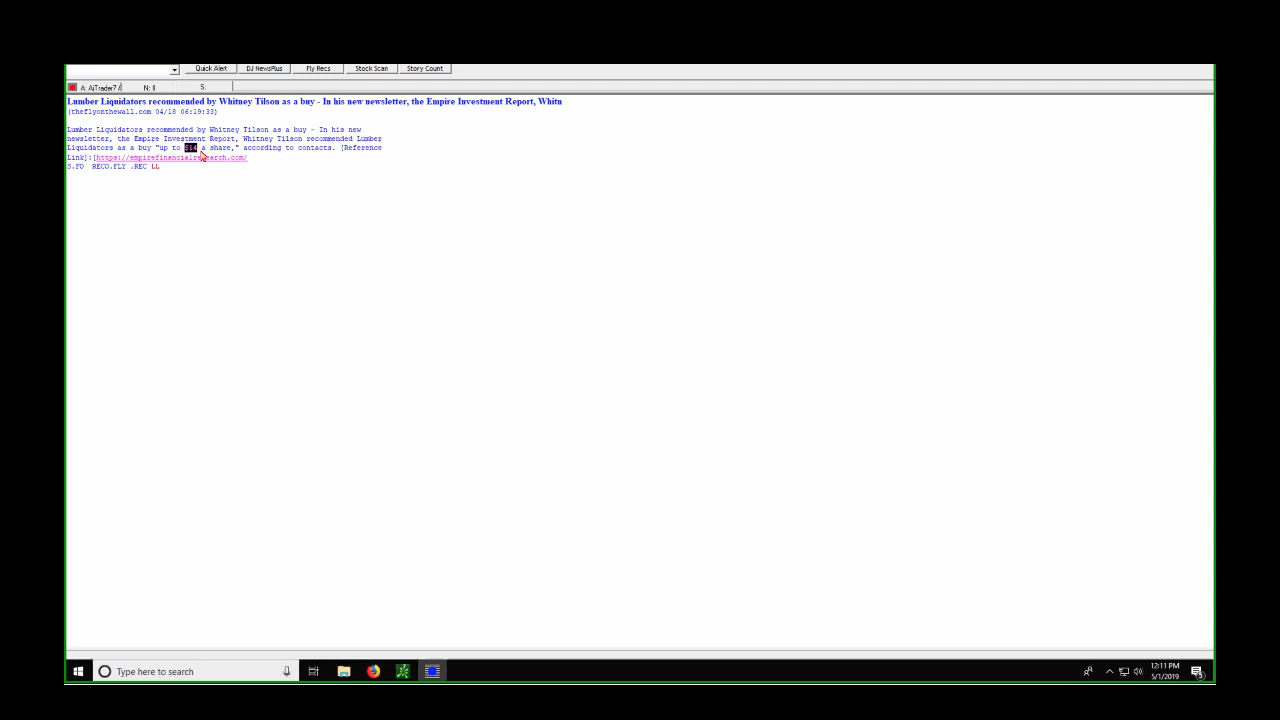 Quick Alert DJ NewsPlus Fly Recs Stock Scan Story Count
A: AiTrader7 / N: ll S:
Lumber Liquidators recommended by Whitney Tilson as a buy - In his new newsletter, the Empire Investment Report, Whitn
(theflyonthewall.com 04/18 06:19:33)
Lumber Liquidators recommended by Whitney Tilson as a buy - In his new
newsletter, the Empire Investment Report, Whitney Tilson recommended Lumber
Liquidators as a buy "up to $14 a share," according to contacts. [Reference
Link]:[https://empirefinancialresearch.com/
S.FO RECO.FLY .REC LL
Type here to search
12:11 PM
5/1/2019